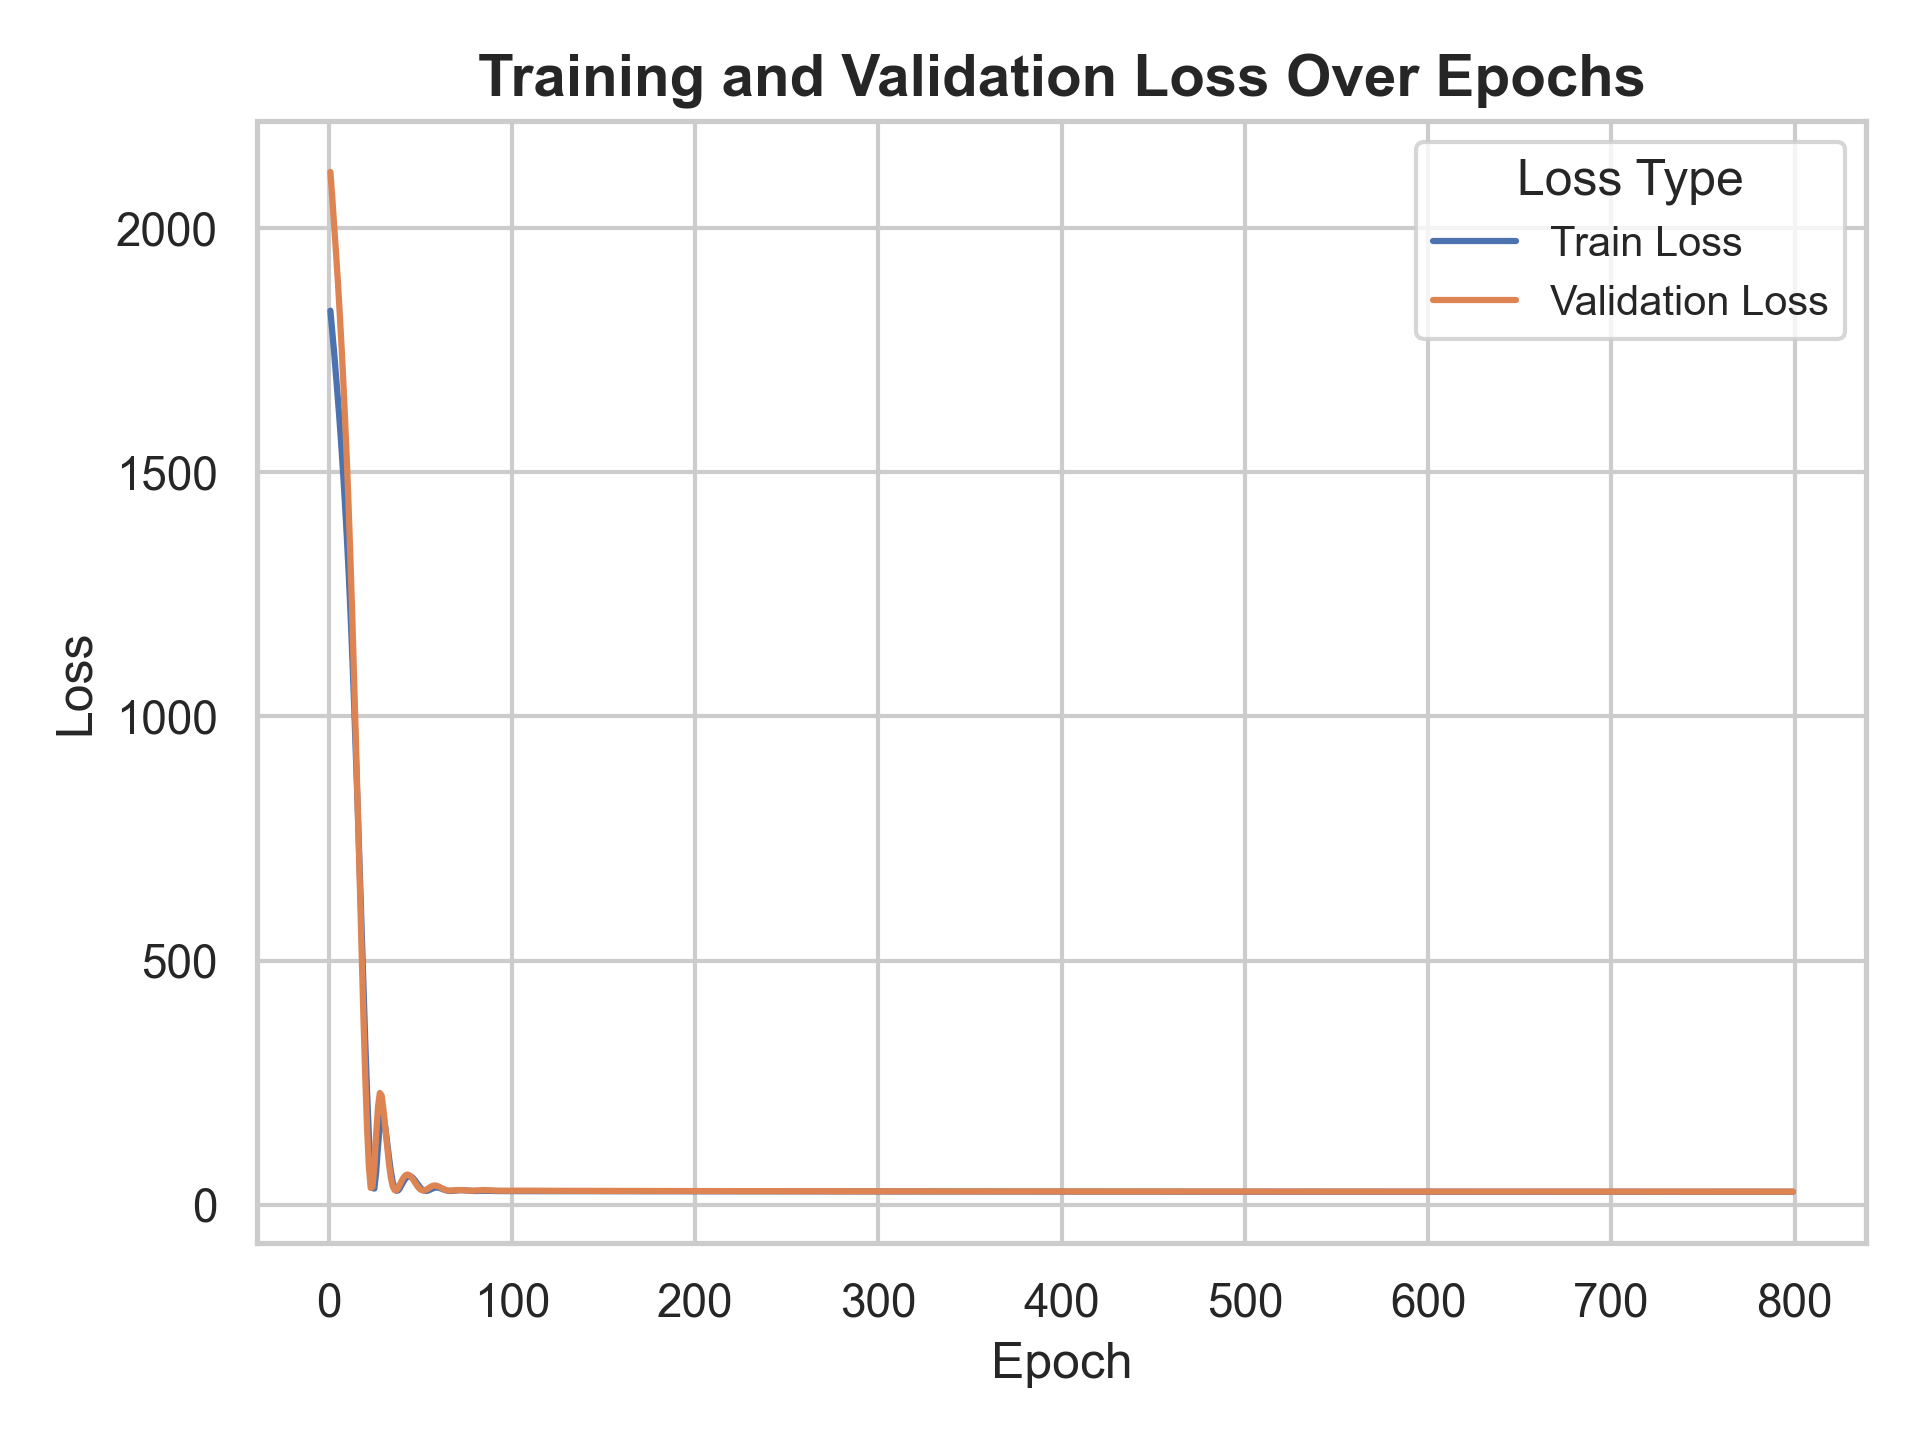 Training and Validation Loss Over Epochs
Loss Type
Train Loss
Validation Loss
Loss
2000
1500
1000
500
0
0 100 200 300 400 500 600 700 800
Epoch